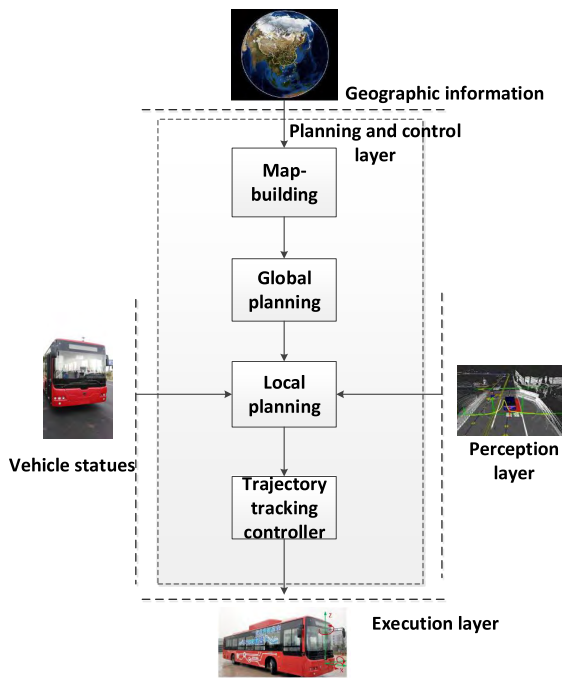 Geographic information
Planning and control
layer
Map-
building
Global
planning
Local
planning
Vehicle statues
Perception
layer
Trajectory
tracking
controller
Execution layer